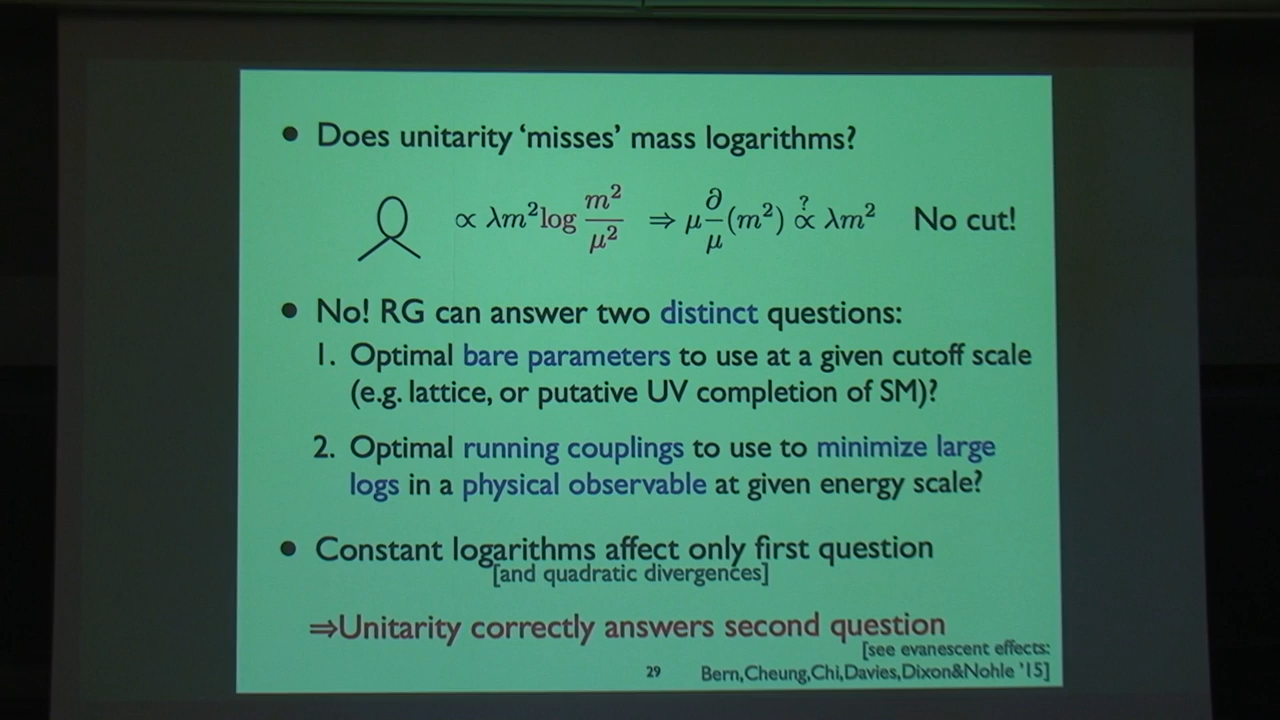 • Does unitarity ‘misses’ mass logarithms?
∝ λm²log m²/μ² ⇒ μ ∂/μ (m²) ∝? λm² No cut!
• No! RG can answer two distinct questions:
1. Optimal bare parameters to use at a given cutoff scale
(e.g. lattice, or putative UV completion of SM)?
2. Optimal running couplings to use to minimize large
logs in a physical observable at given energy scale?
• Constant logarithms affect only first question
[and quadratic divergences]
⇒Unitarity correctly answers second question
[see evanescent effects:
29 Bern,Cheung,Chi,Davies,Dixon&Nohle '15]